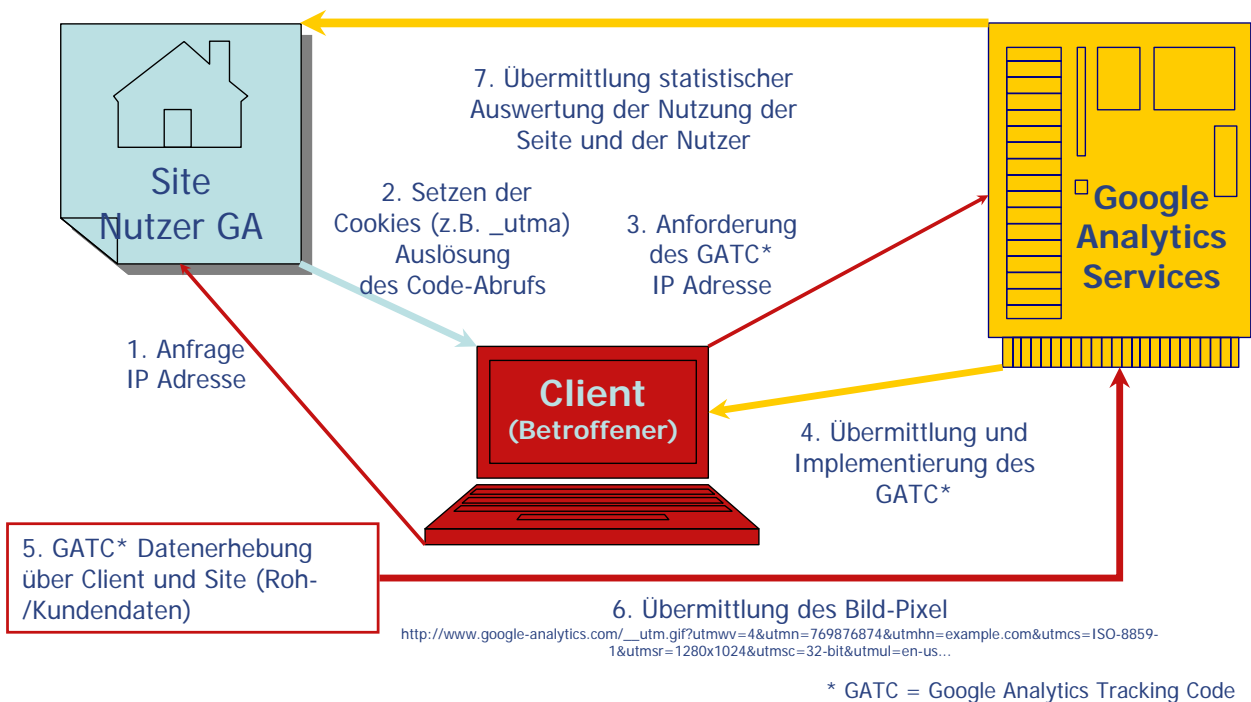 7. Übermittlung statistischer
Auswertung der Nutzung der
Seite und der Nutzer
Site
Nutzer GA
2. Setzen der
Cookies (z.B. _utma)
Auslösung
des Code-Abrufs
3. Anforderung
des GATC*
IP Adresse
Google
Analytics
Services
1. Anfrage
IP Adresse
Client
(Betroffener)
4. Übermittlung und
Implementierung des
GATC*
5. GATC* Datenerhebung
über Client und Site (Roh-
/Kundendaten)
6. Übermittlung des Bild-Pixel
http://www.google-analytics.com/__utm.gif?utmwv=4&utmn=769876874&utmhn=example.com&utmcs=ISO-8859-
1&utmsr=1280x1024&utmsc=32-bit&utmul=en-us...
* GATC = Google Analytics Tracking Code